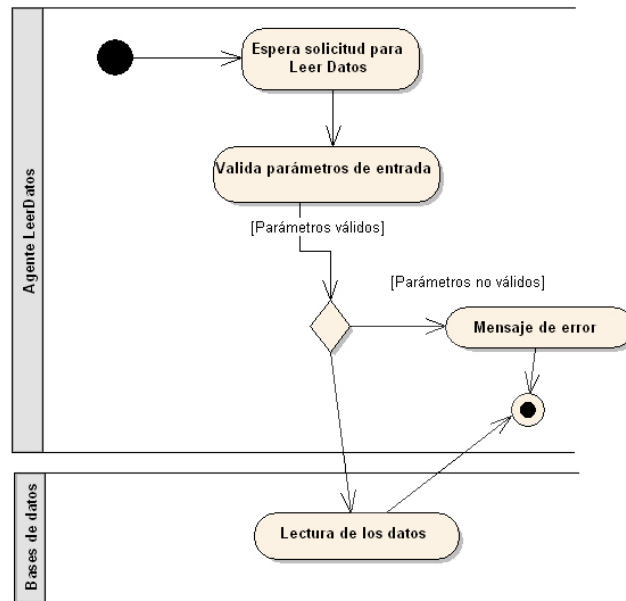 Agente LeerDatos
Espera solicitud para
Leer Datos
Valida parámetros de entrada
[Parámetros válidos]
[Parámetros no válidos]
Mensaje de error
Bases de datos
Lectura de los datos